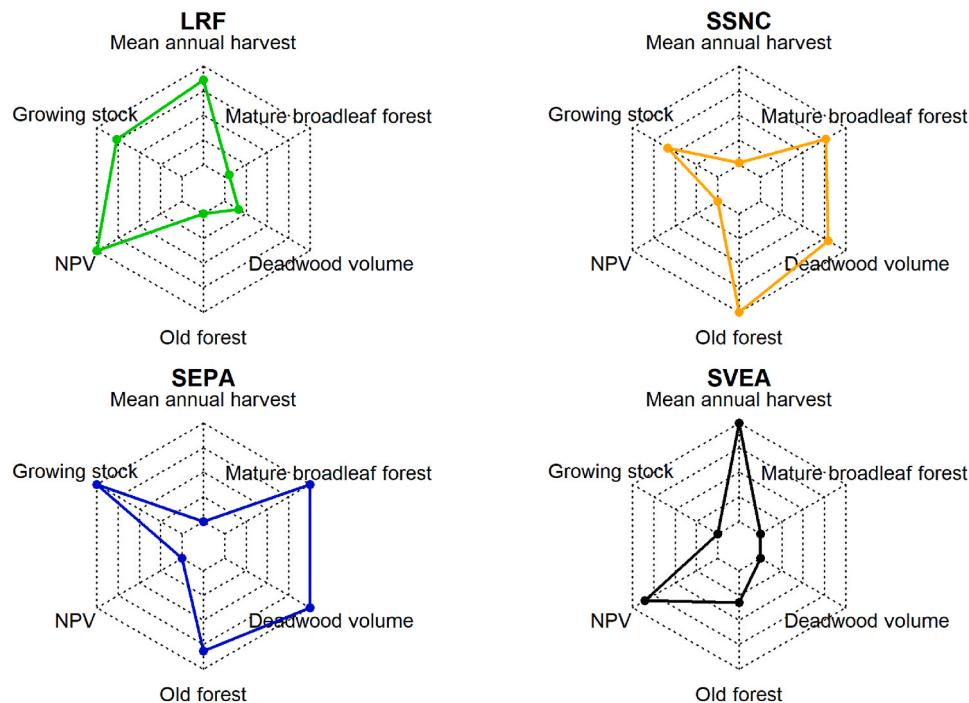 LRF
Mean annual harvest
Growing stock
Mature broadleaf forest
NPV
Deadwood volume
Old forest
SSNC
Mean annual harvest
Growing stock
Mature broadleaf forest
NPV
Deadwood volume
Old forest
SEPA
Mean annual harvest
Growing stock
Mature broadleaf forest
NPV
Deadwood volume
Old forest
SVEA
Mean annual harvest
Growing stock
Mature broadleaf forest
NPV
Deadwood volume
Old forest